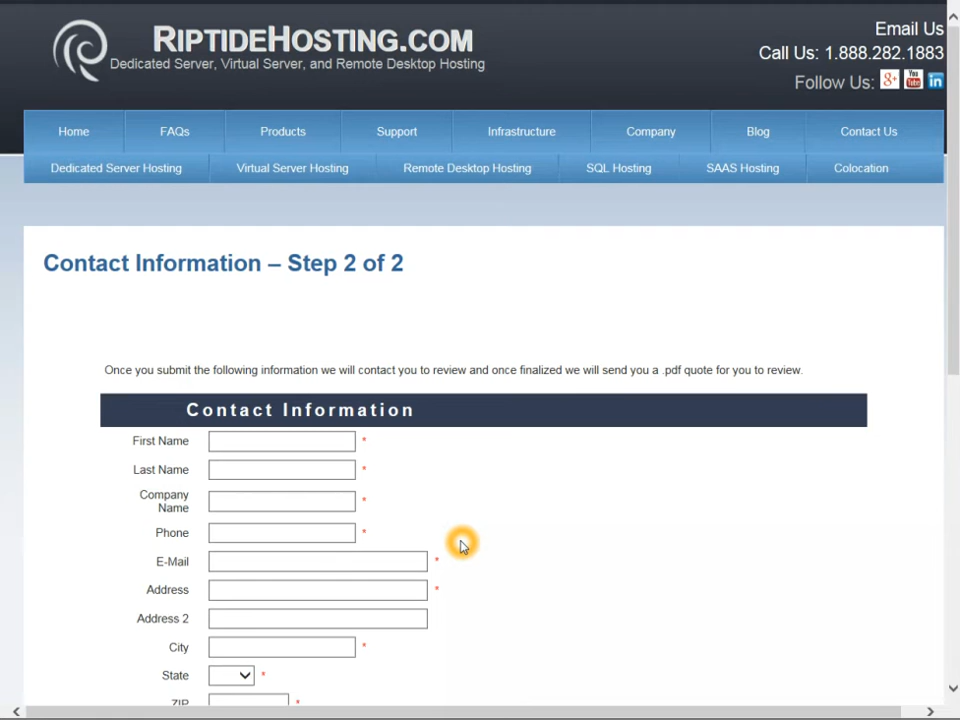 RIPTIDEHOSTING.COM
Dedicated Server, Virtual Server, and Remote Desktop Hosting
Email Us
Call Us: 1.888.282.1883
Follow Us: g+ You Tube in
Home FAQs Products Support Infrastructure Company Blog Contact Us
Dedicated Server Hosting Virtual Server Hosting Remote Desktop Hosting SQL Hosting SAAS Hosting Colocation
Contact Information – Step 2 of 2
Once you submit the following information we will contact you to review and once finalized we will send you a .pdf quote for you to review.
Contact Information
First Name *
Last Name *
Company
Name *
Phone *
E-Mail *
Address *
Address 2
City *
State *
ZIP *